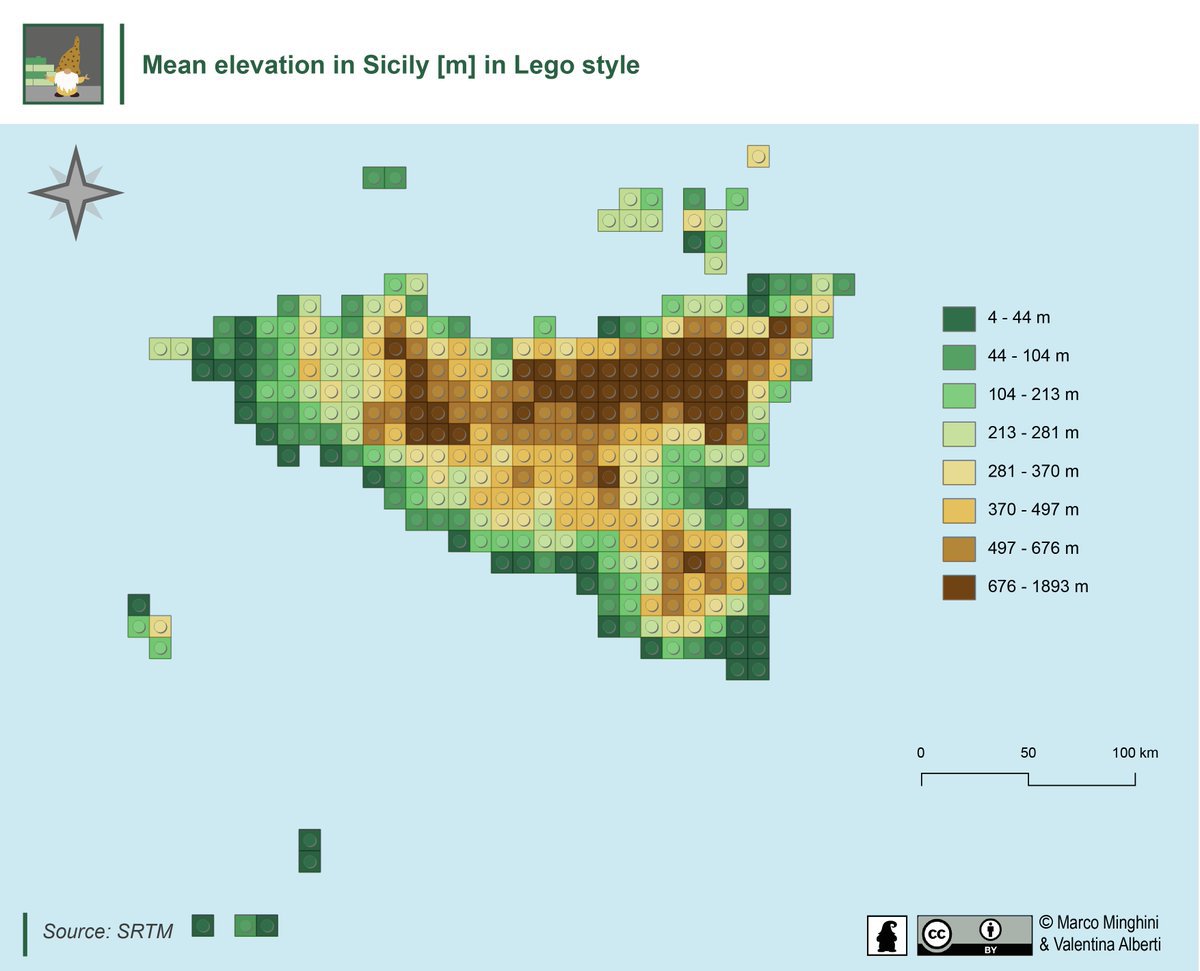 Mean elevation in Sicily [m] in Lego style
4 - 44 m
44 - 104 m
104 - 213 m
213 - 281 m
281 - 370 m
370 - 497 m
497 - 676 m
676 - 1893 m
0 50 100 km
Source: SRTM
cc
BY
© Marco Minghini
& Valentina Alberti